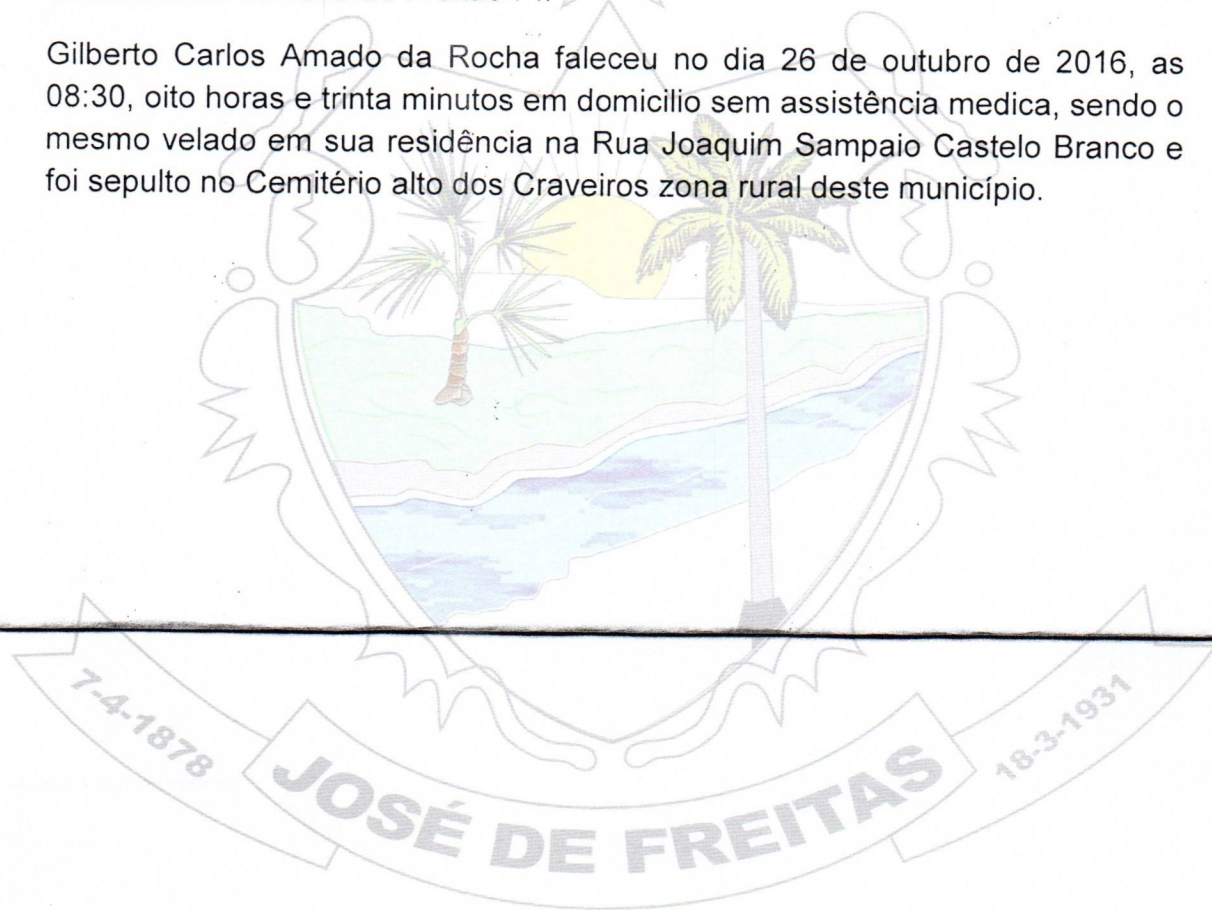 Gilberto Carlos Amado da Rocha faleceu no dia 26 de outubro de 2016, as
08:30, oito horas e trinta minutos em domicilio sem assistência medica, sendo o
mesmo velado em sua residência na Rua Joaquim Sampaio Castelo Branco e
foi sepulto no Cemitério alto dos Craveiros zona rural deste município.
7-4-1878
JOSÉ DE FREITAS
18-3-1931